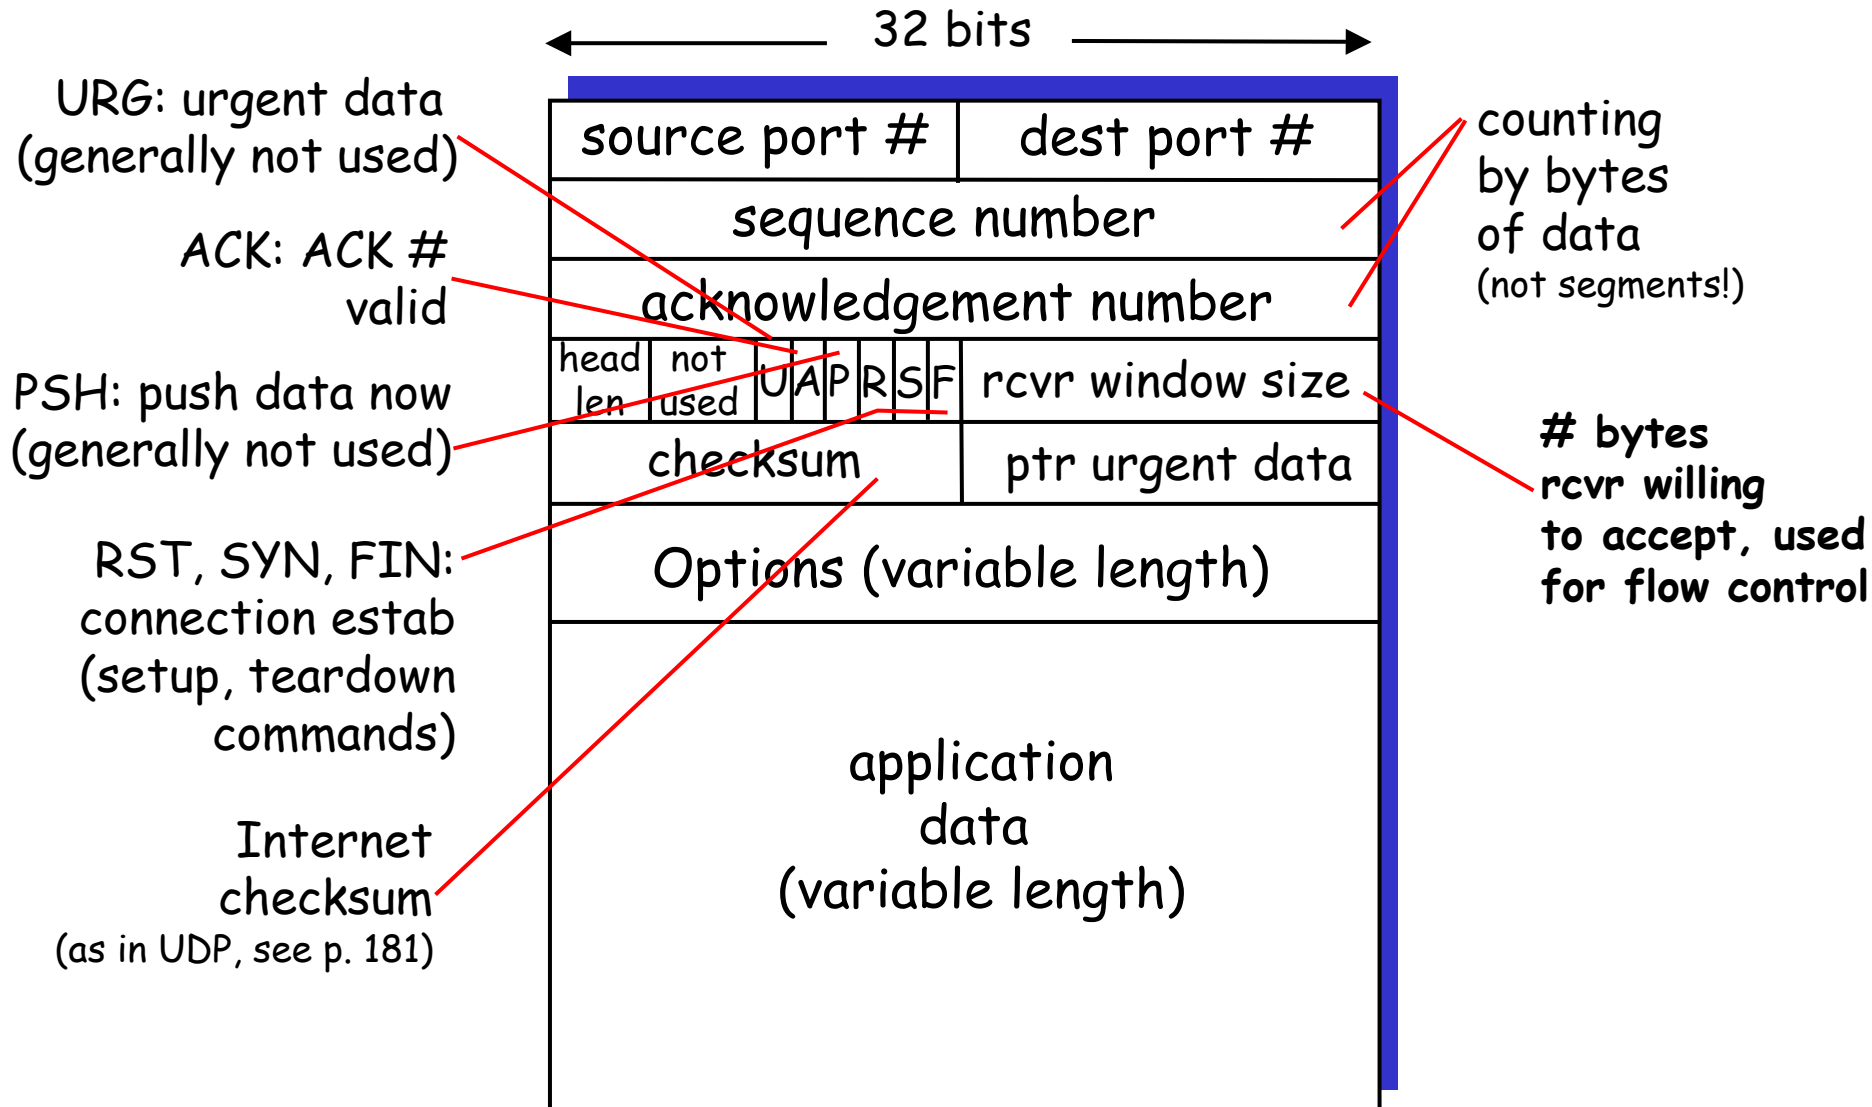 32 bits
URG: urgent data
(generally not used)
ACK: ACK #
valid
PSH: push data now
(generally not used)
RST, SYN, FIN:
connection estab
(setup, teardown
commands)
Internet
checksum
(as in UDP, see p. 181)
source port #
dest port #
sequence number
acknowledgement number
head
len
not
used
U
A
P
R
S
F
rcvr window size
checksum
ptr urgent data
Options (variable length)
application
data
(variable length)
counting
by bytes
of data
(not segments!)
# bytes
rcvr willing
to accept, used
for flow control